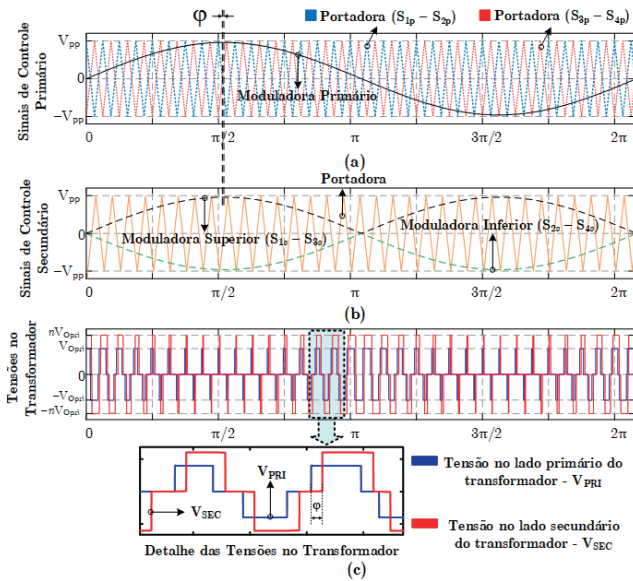 φ
Portadora (S1p − S2p)
Portadora (S3p − S4p)
Sinais de Controle
Primário
Vpp
0
−Vpp
Moduladora Primário
0 π/2 π 3π/2 2π
(a)
Portadora
Sinais de Controle
Secundário
Vpp
0
−Vpp
Moduladora Superior (S1s − S3s)
Moduladora Inferior (S2s − S4s)
0 π/2 π 3π/2 2π
(b)
Tensões no
Transformador
nVOpri
VOpri
0
−VOpri
−nVOpri
0 π/2 π 3π/2 2π
VPRI
VSEC
φ
Tensão no lado primário do
transformador - VPRI
Tensão no lado secundário
do transformador - VSEC
Detalhe das Tensões no Transformador
(c)